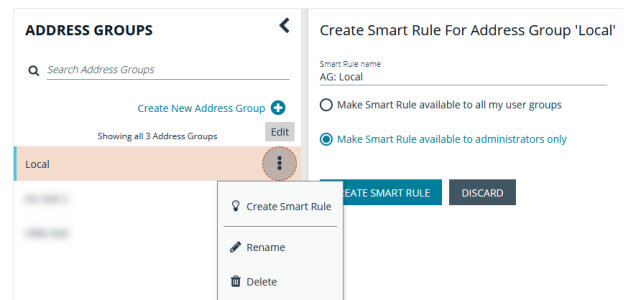 ADDRESS GROUPS
Search Address Groups
Create New Address Group
Showing all 3 Address Groups
Edit
Local
Create Smart Rule
Rename
Delete
Create Smart Rule For Address Group 'Local'
Smart Rule name
AG: Local
Make Smart Rule available to all my user groups
Make Smart Rule available to administrators only
EATE SMART RULE
DISCARD